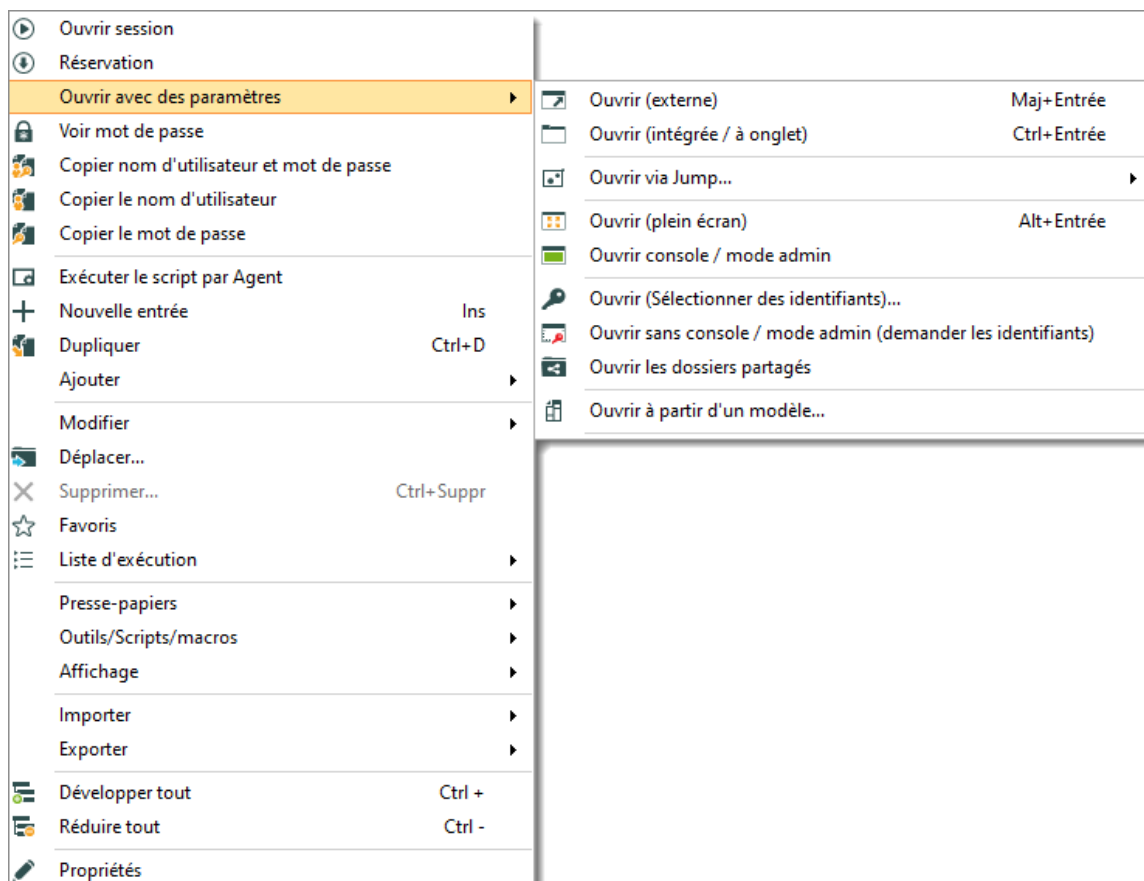 Ouvrir session
Réservation
Ouvrir avec des paramètres
Voir mot de passe
Copier nom d'utilisateur et mot de passe
Copier le nom d'utilisateur
Copier le mot de passe
Exécuter le script par Agent
Nouvelle entrée Ins
Dupliquer Ctrl+D
Ajouter
Modifier
Déplacer...
Supprimer... Ctrl+Suppr
Favoris
Liste d'exécution
Presse-papiers
Outils/Scripts/macros
Affichage
Importer
Exporter
Développer tout Ctrl +
Réduire tout Ctrl -
Propriétés
Ouvrir (externe) Maj+Entrée
Ouvrir (intégrée / à onglet) Ctrl+Entrée
Ouvrir via Jump...
Ouvrir (plein écran) Alt+Entrée
Ouvrir console / mode admin
Ouvrir (Sélectionner des identifiants)...
Ouvrir sans console / mode admin (demander les identifiants)
Ouvrir les dossiers partagés
Ouvrir à partir d'un modèle...